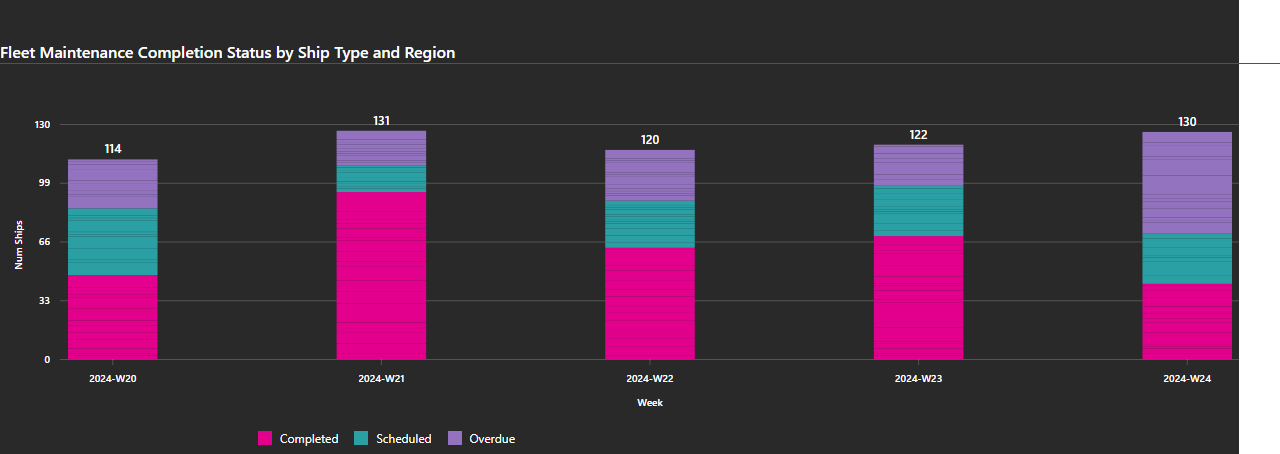 Fleet Maintenance Completion Status by Ship Type and Region
130
99
66
33
0
Num Ships
114
131
120
122
130
2024-W20
2024-W21
2024-W22
2024-W23
2024-W24
Week
Completed
Scheduled
Overdue